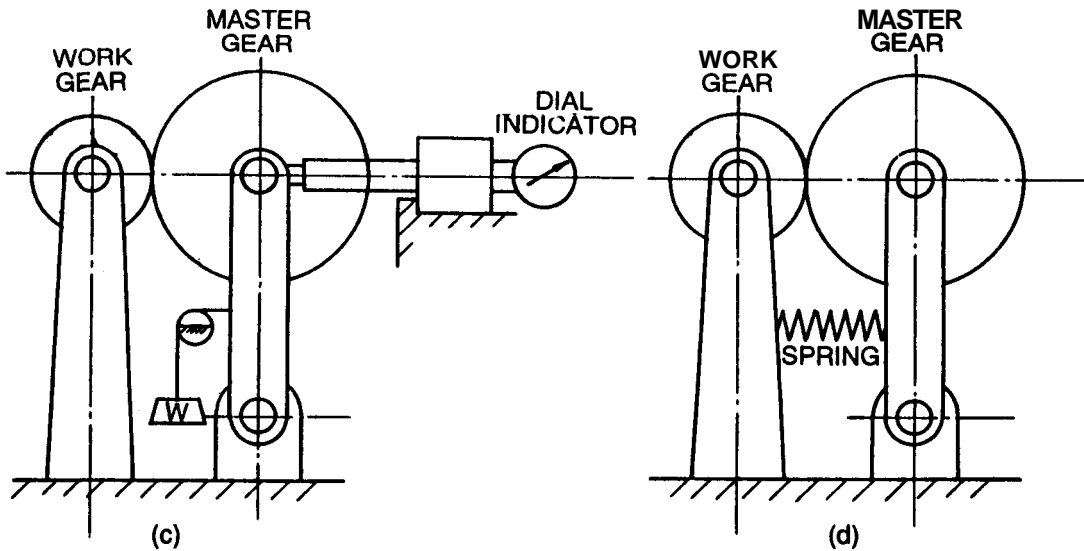 WORK
GEAR
MASTER
GEAR
DIAL
INDICATOR
W
(c)
WORK
GEAR
MASTER
GEAR
SPRING
(d)